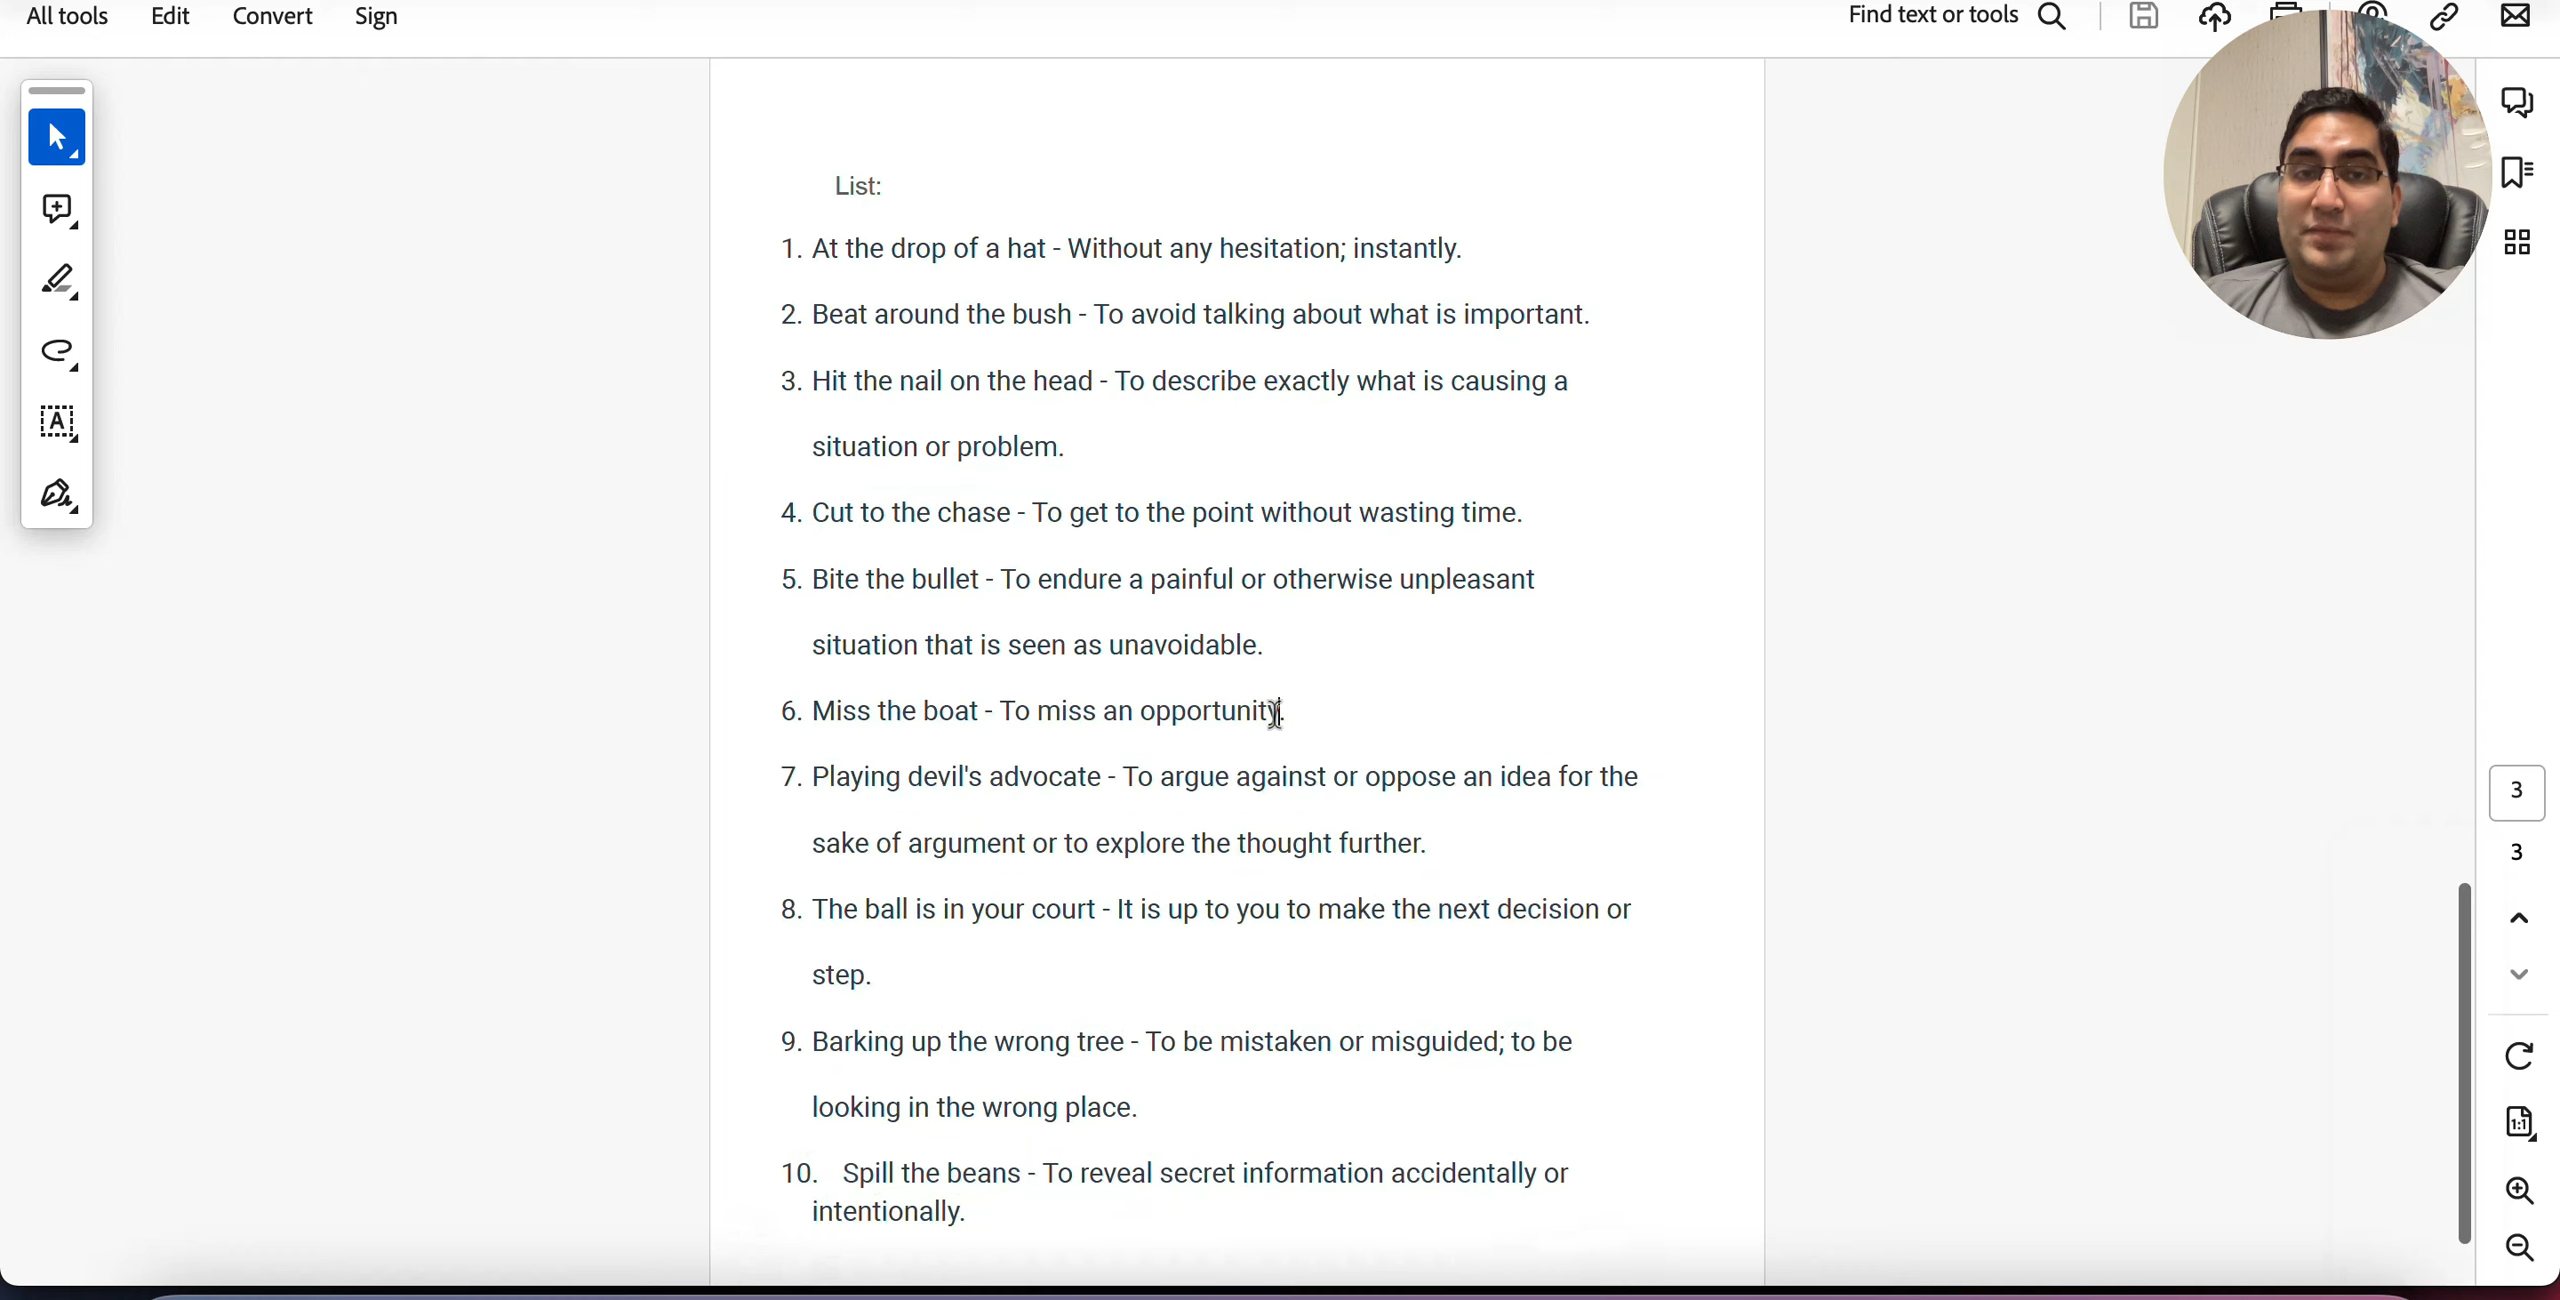 All tools Edit Convert Sign Find text or tools
List:
1. At the drop of a hat - Without any hesitation; instantly.
2. Beat around the bush - To avoid talking about what is important.
3. Hit the nail on the head - To describe exactly what is causing a
situation or problem.
4. Cut to the chase - To get to the point without wasting time.
5. Bite the bullet - To endure a painful or otherwise unpleasant
situation that is seen as unavoidable.
6. Miss the boat - To miss an opportunity.
7. Playing devil's advocate - To argue against or oppose an idea for the
sake of argument or to explore the thought further.
8. The ball is in your court - It is up to you to make the next decision or
step.
9. Barking up the wrong tree - To be mistaken or misguided; to be
looking in the wrong place.
10. Spill the beans - To reveal secret information accidentally or
intentionally.
A
3
3
1:1